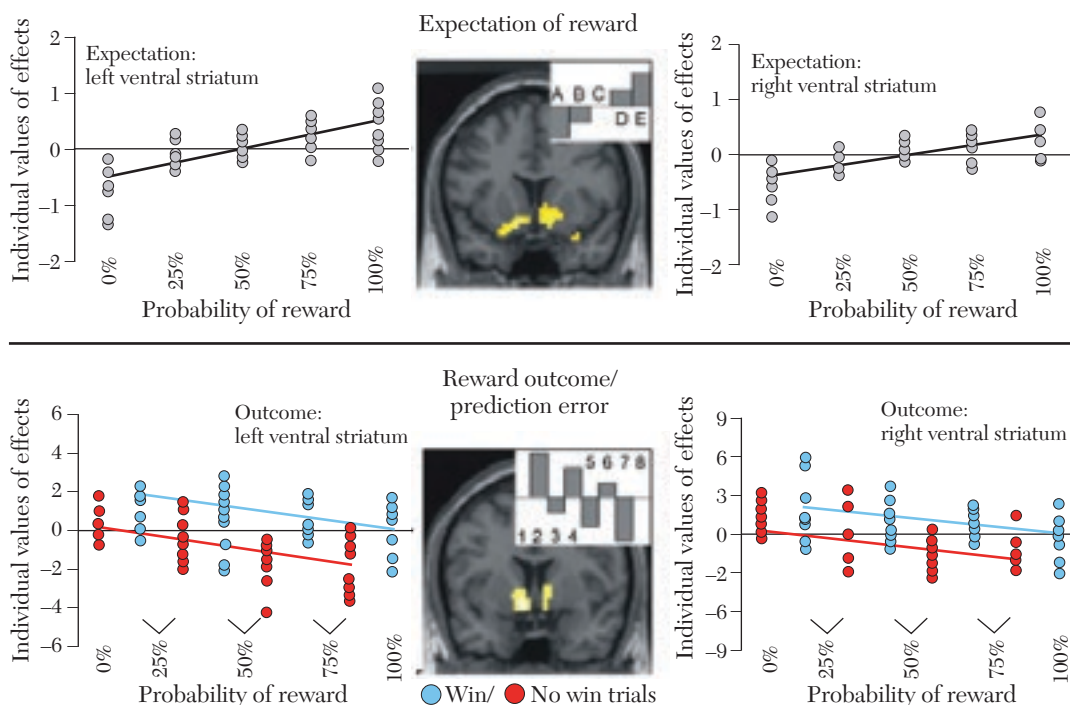 Individual values of effects
2
1
0
−1
−2
Expectation:
left ventral striatum
0%
25%
50%
75%
100%
Probability of reward
Expectation of reward
A B C
D E
Individual values of effects
2
1
0
−1
−2
Expectation:
right ventral striatum
0%
25%
50%
75%
100%
Probability of reward
Individual values of effects
6
4
2
0
−2
−4
−6
Outcome:
left ventral striatum
0%
25%
50%
75%
100%
Probability of reward
Reward outcome/
prediction error
5 6 7 8
1 2 3 4
Win/ No win trials
Individual values of effects
9
6
3
0
−2
−6
−9
Outcome:
right ventral striatum
0%
25%
50%
75%
100%
Probability of reward